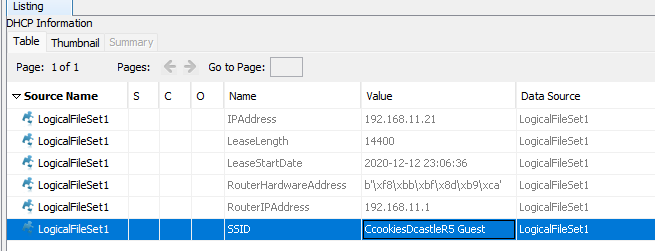 Listing
DHCP Information
Table Thumbnail Summary
Page: 1 of 1 Pages: Go to Page:
Source Name S C O Name Value Data Source
LogicalFileSet1 IPAddress 192.168.11.21 LogicalFileSet1
LogicalFileSet1 LeaseLength 14400 LogicalFileSet1
LogicalFileSet1 LeaseStartDate 2020-12-12 23:06:36 LogicalFileSet1
LogicalFileSet1 RouterHardwareAddress b'\xf8\xbb\xbf\x8d\xb9\xca' LogicalFileSet1
LogicalFileSet1 RouterIPAddress 192.168.11.1 LogicalFileSet1
LogicalFileSet1 SSID CcookiesDcastleR5 Guest LogicalFileSet1